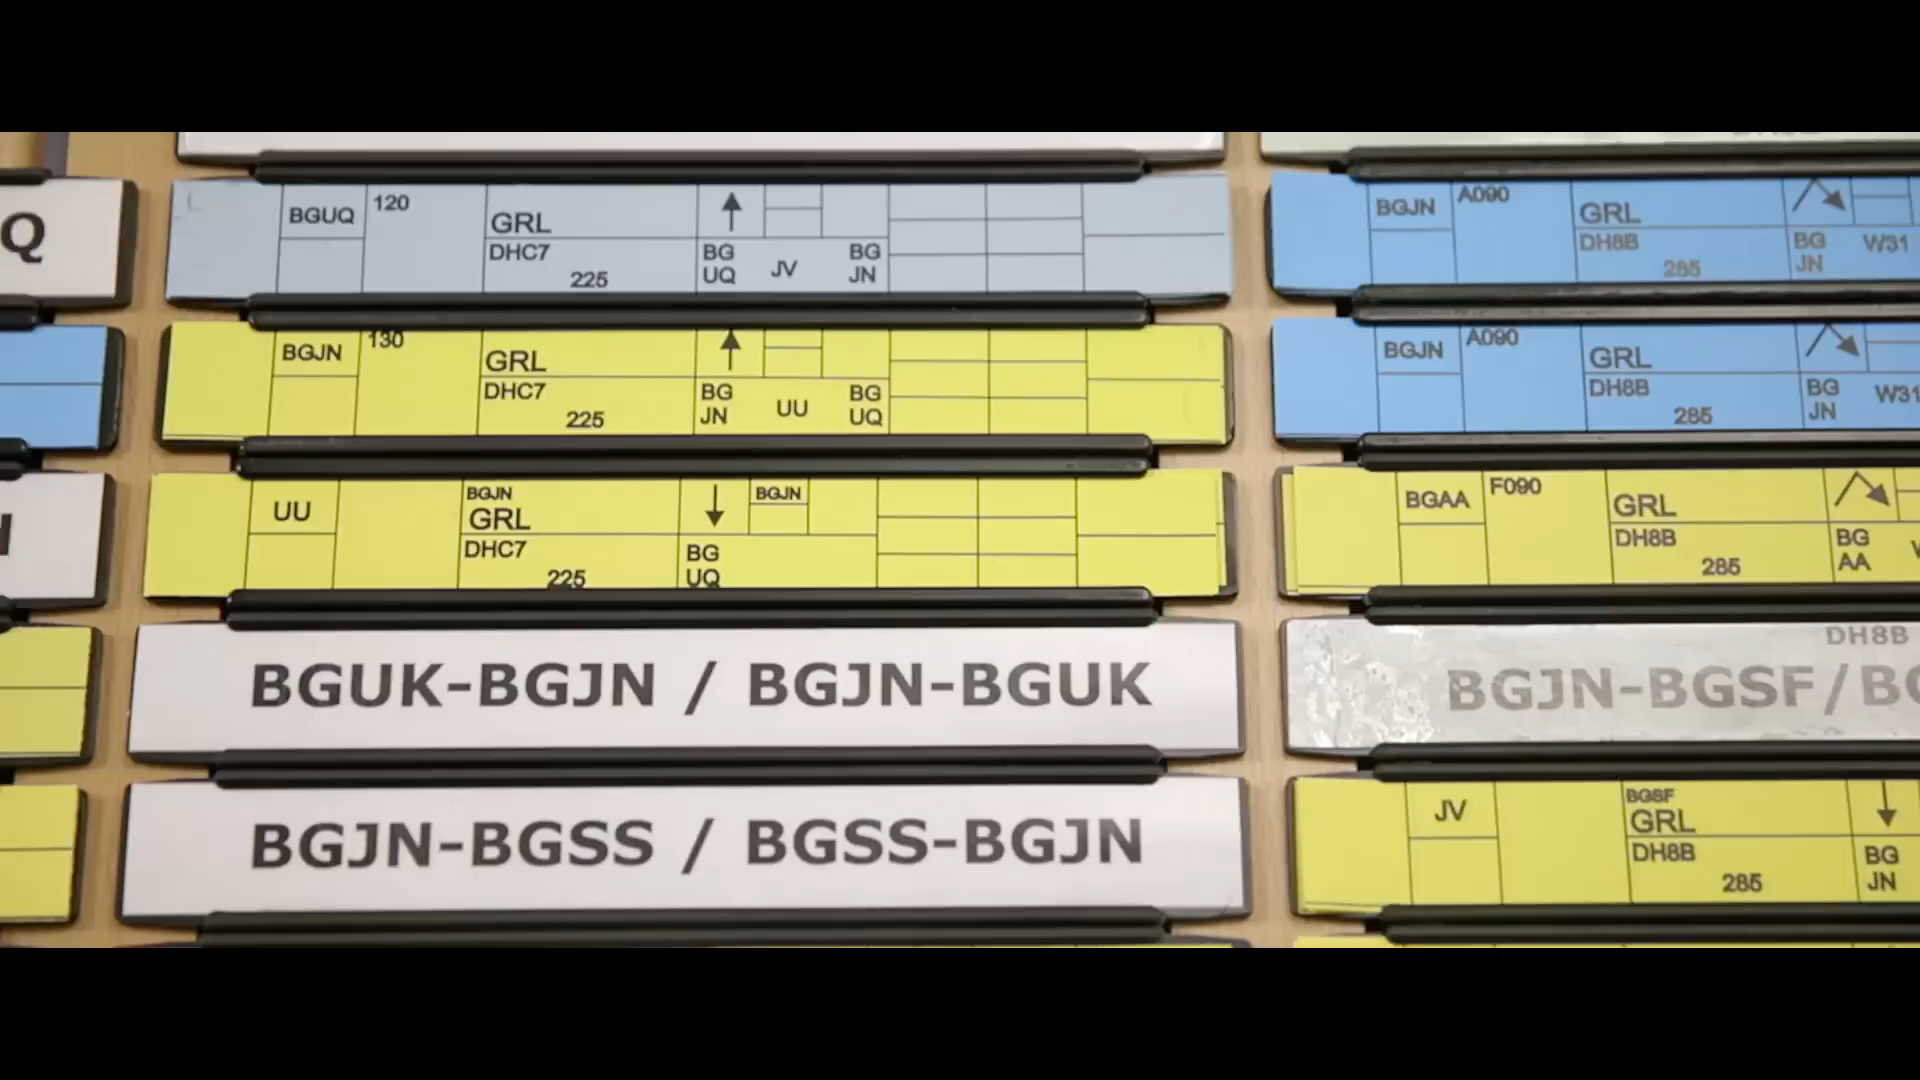 Q
BGUQ 120 GRL
DHC7 225 BG UQ JV BG JN
BGJN 130 GRL
DHC7 225 BG JN UU BG UQ
UU BGJN GRL BGJN
DHC7 225 BG UQ
BGUK-BGJN / BGJN-BGUK
BGJN-BGSS / BGSS-BGJN
BGJN A090 GRL
DH8B 285 BG JN W31
BGJN A090 GRL
DH8B 285 BG JN W31
BGAA F090 GRL
DH8B 285 BG AA
DH8B
BGJN-BGSF/
JV BGSF GRL
DH8B 285 BG JN